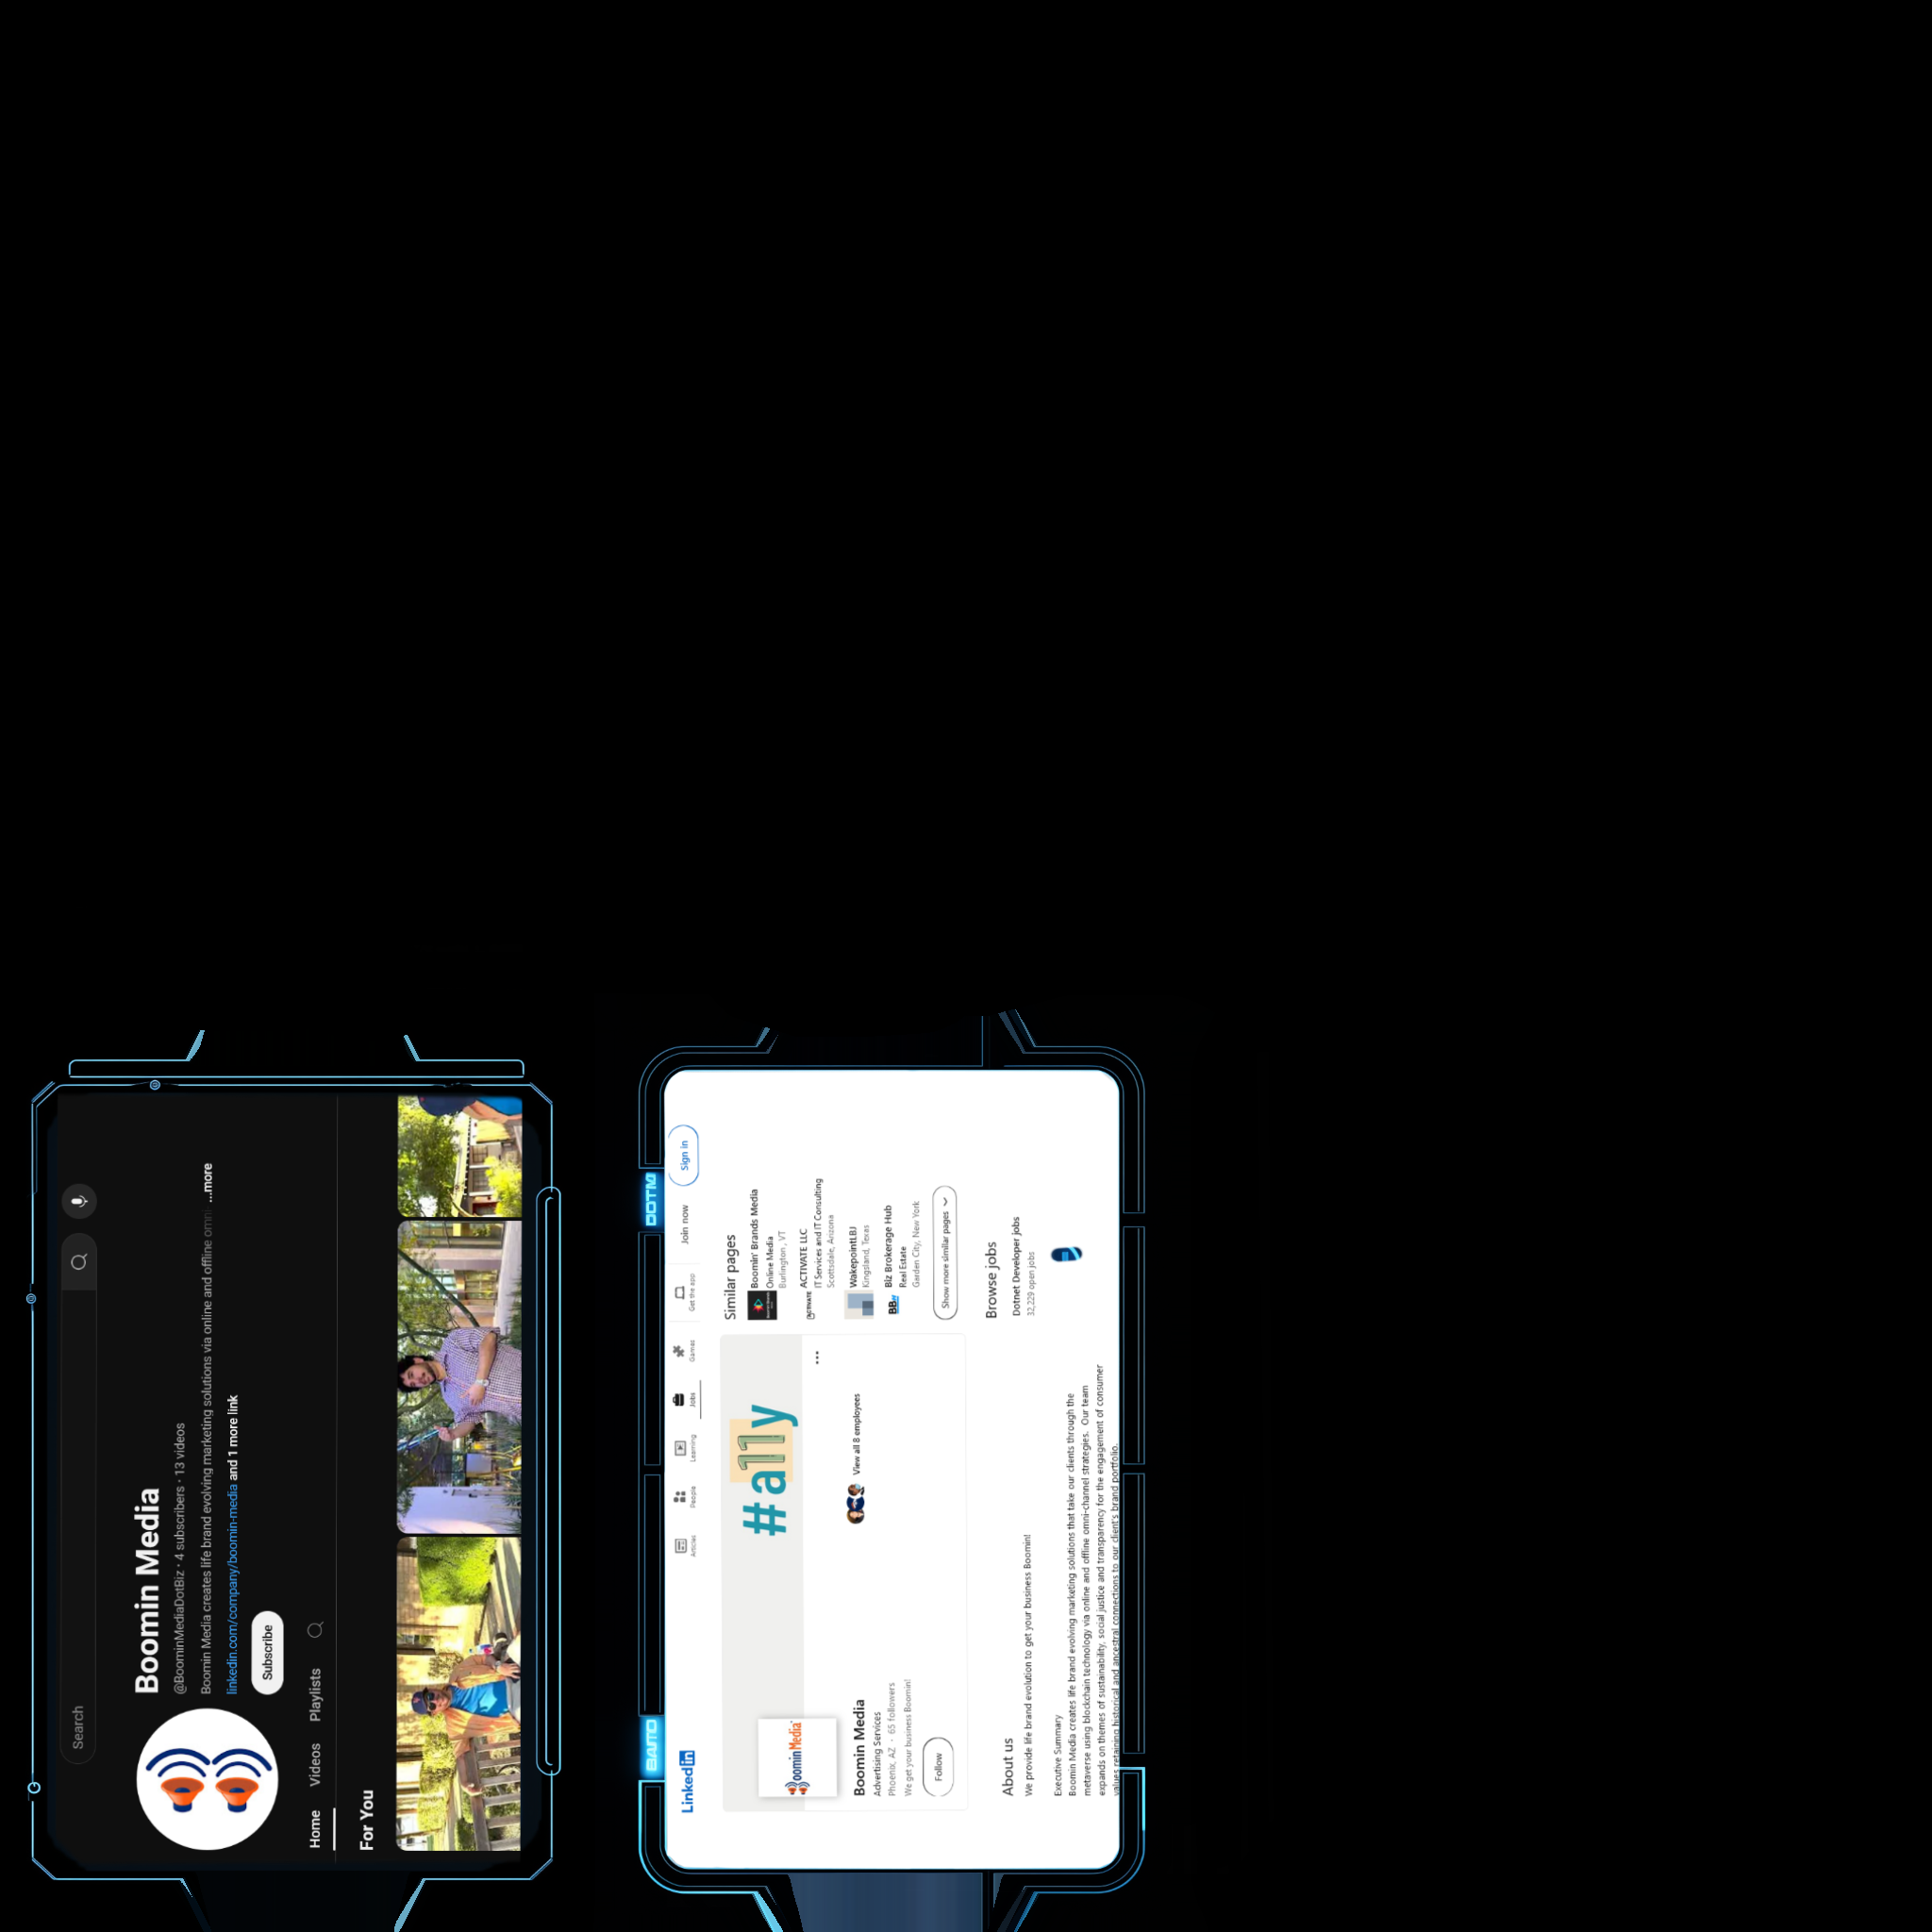 Search
Boomin Media
@BoominMediaDotBiz • 4 subscribers • 13 videos
Boomin Media creates life brand evolving marketing solutions via online and offline omni ...more
linkedin.com/company/boomin-media and 1 more link
Subscribe
Home Videos Playlists
For You
LinkedIn
Articles
People
Learning
Jobs
Games
Get the app
Join now
Sign in
#a11y
Boomin Media
Boomin Media
Advertising Services
Phoenix, AZ • 65 followers
We get your business Boomin!
View all 8 employees
Follow
About us
We provide life brand evolution to get your business Boomin!
Executive Summary
Boomin Media creates life brand evolving marketing solutions that take our clients through the
metaverse using blockchain technology via online and offline omni-channel strategies. Our team
expands on themes of sustainability, social justice and transparency for the engagement of consumer
values retaining historical and ancestral connections to our client's brand portfolio.
Similar pages
Boomin' Brands Media
Online Media
Burlington, VT
ACTIVATE
ACTIVATE LLC
IT Services and IT Consulting
Scottsdale, Arizona
WakepointLBJ
Kingsland, Texas
Biz Brokerage Hub
Real Estate
Garden City, New York
Show more similar pages
Browse jobs
Dotnet Developer jobs
32,229 open jobs